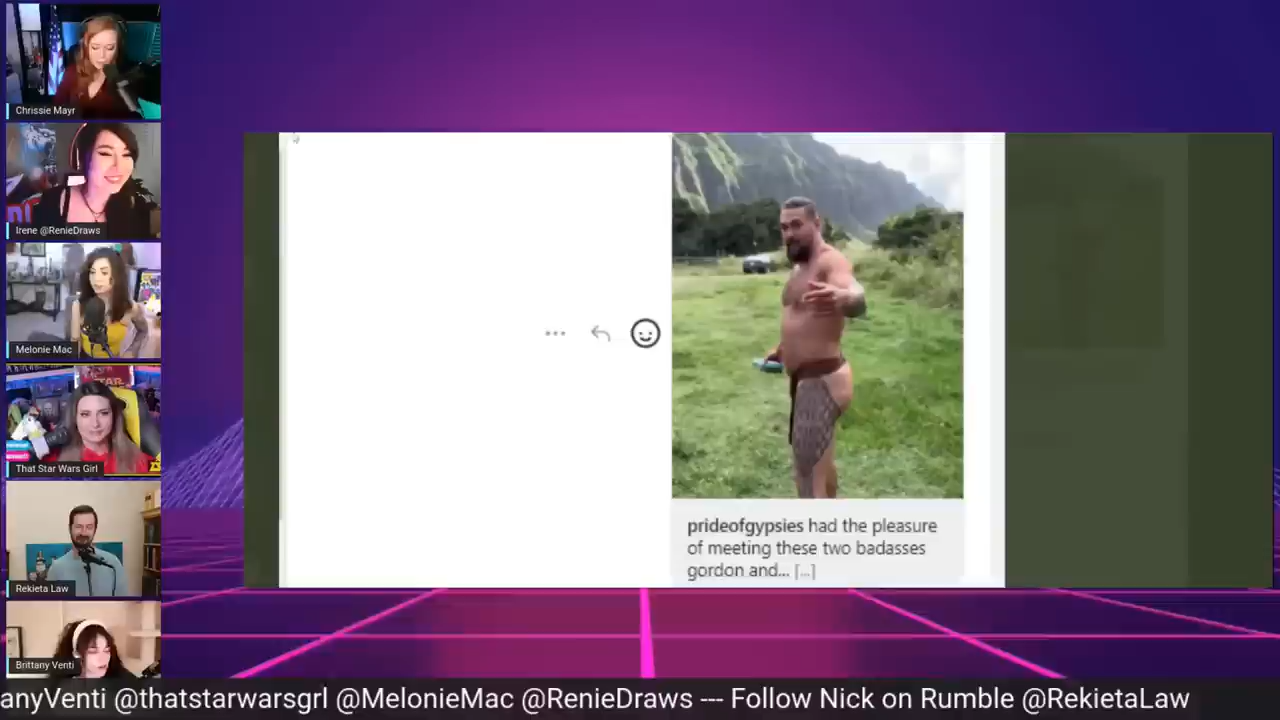 Chrissie Mayr
Irene @RenieDraws
Melonie Mac
STAR
That Star Wars Girl
Rekieta Law
Brittany Venti
prideofgypsies had the pleasure
of meeting these two badasses
gordon and... [...]
anyVenti @thatstarwarsgrl @MelonieMac @RenieDraws --- Follow Nick on Rumble @RekietaLaw